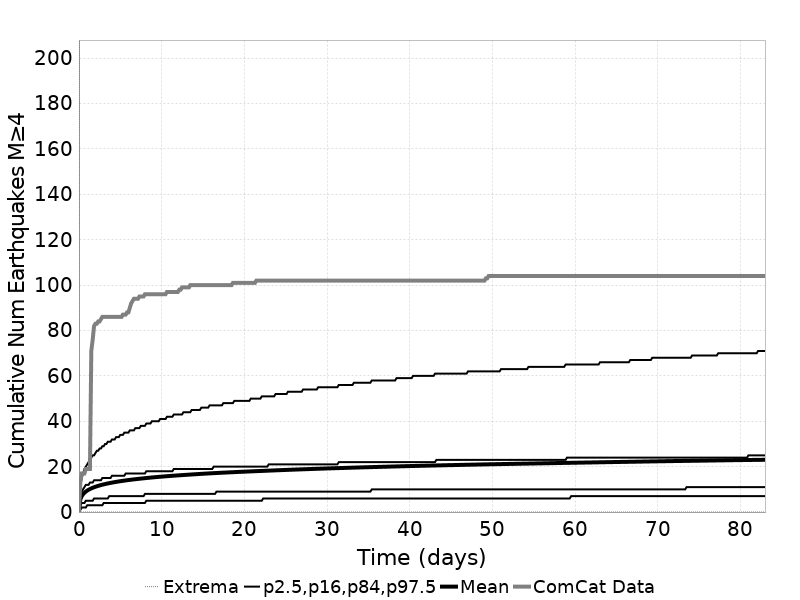 Cumulative Num Earthquakes M≥4
200
180
160
140
120
100
80
60
40
20
0
0 10 20 30 40 50 60 70 80
Time (days)
Extrema p2.5,p16,p84,p97.5 Mean ComCat Data